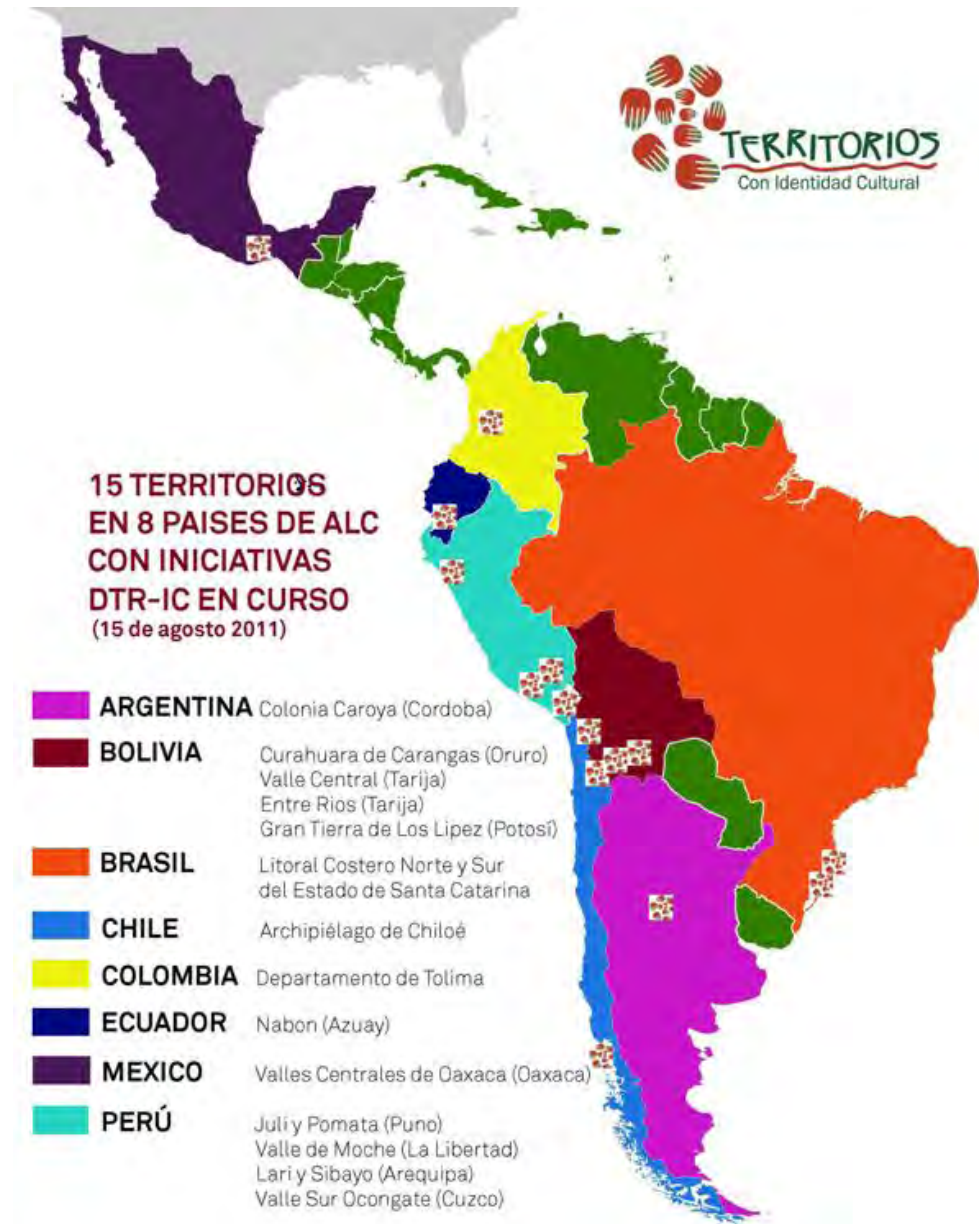 TERRITORIOS
Con Identidad Cultural
15 TERRITORIOS
EN 8 PAISES DE ALC
CON INICIATIVAS
DTR-IC EN CURSO
(15 de agosto 2011)
ARGENTINA Colonia Caroya (Cordoba)
BOLIVIA Curahuara de Carangas (Oruro)
Valle Central (Tarija)
Entre Rios (Tarija)
Gran Tierra de Los Lipez (Potosí)
BRASIL Litoral Costero Norte y Sur
del Estado de Santa Catarina
CHILE Archipiélago de Chiloé
COLOMBIA Departamento de Tolima
ECUADOR Nabon (Azuay)
MEXICO Valles Centrales de Oaxaca (Oaxaca)
PERÚ Juli y Pomata (Puno)
Valle de Moche (La Libertad)
Lari y Sibayo (Arequipa)
Valle Sur Ocongate (Cuzco)